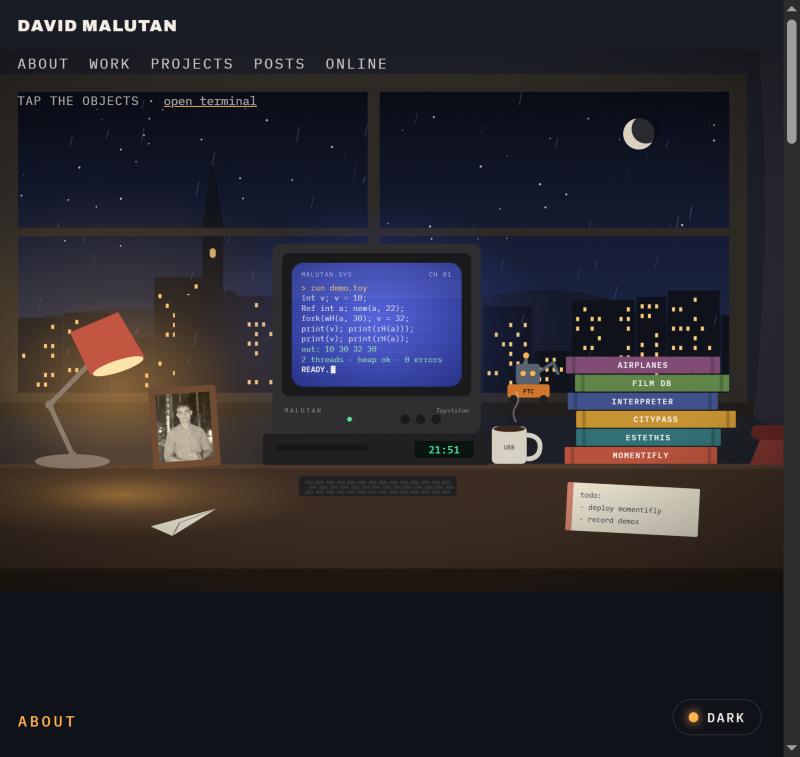 DAVID MALUTAN
ABOUT WORK PROJECTS POSTS ONLINE
TAP THE OBJECTS · open terminal
MALUTAN.SYS CH 01
> run demo.toy
int v; v = 10;
Ref int a; new(a, 22);
fork(wH(a, 30); v = 32;
print(v); print(rH(a)));
print(v); print(rH(a));
out: 10 30 32 30
2 threads · heap ok · 0 errors
READY.
MALUTAN Toyvision
21:51
FTC
UBB
AIRPLANES
FILM DB
INTERPRETER
CITYPASS
ESTETHIS
MOMENTIFLY
todo:
- deploy momentifly
- record demos
ABOUT
DARK